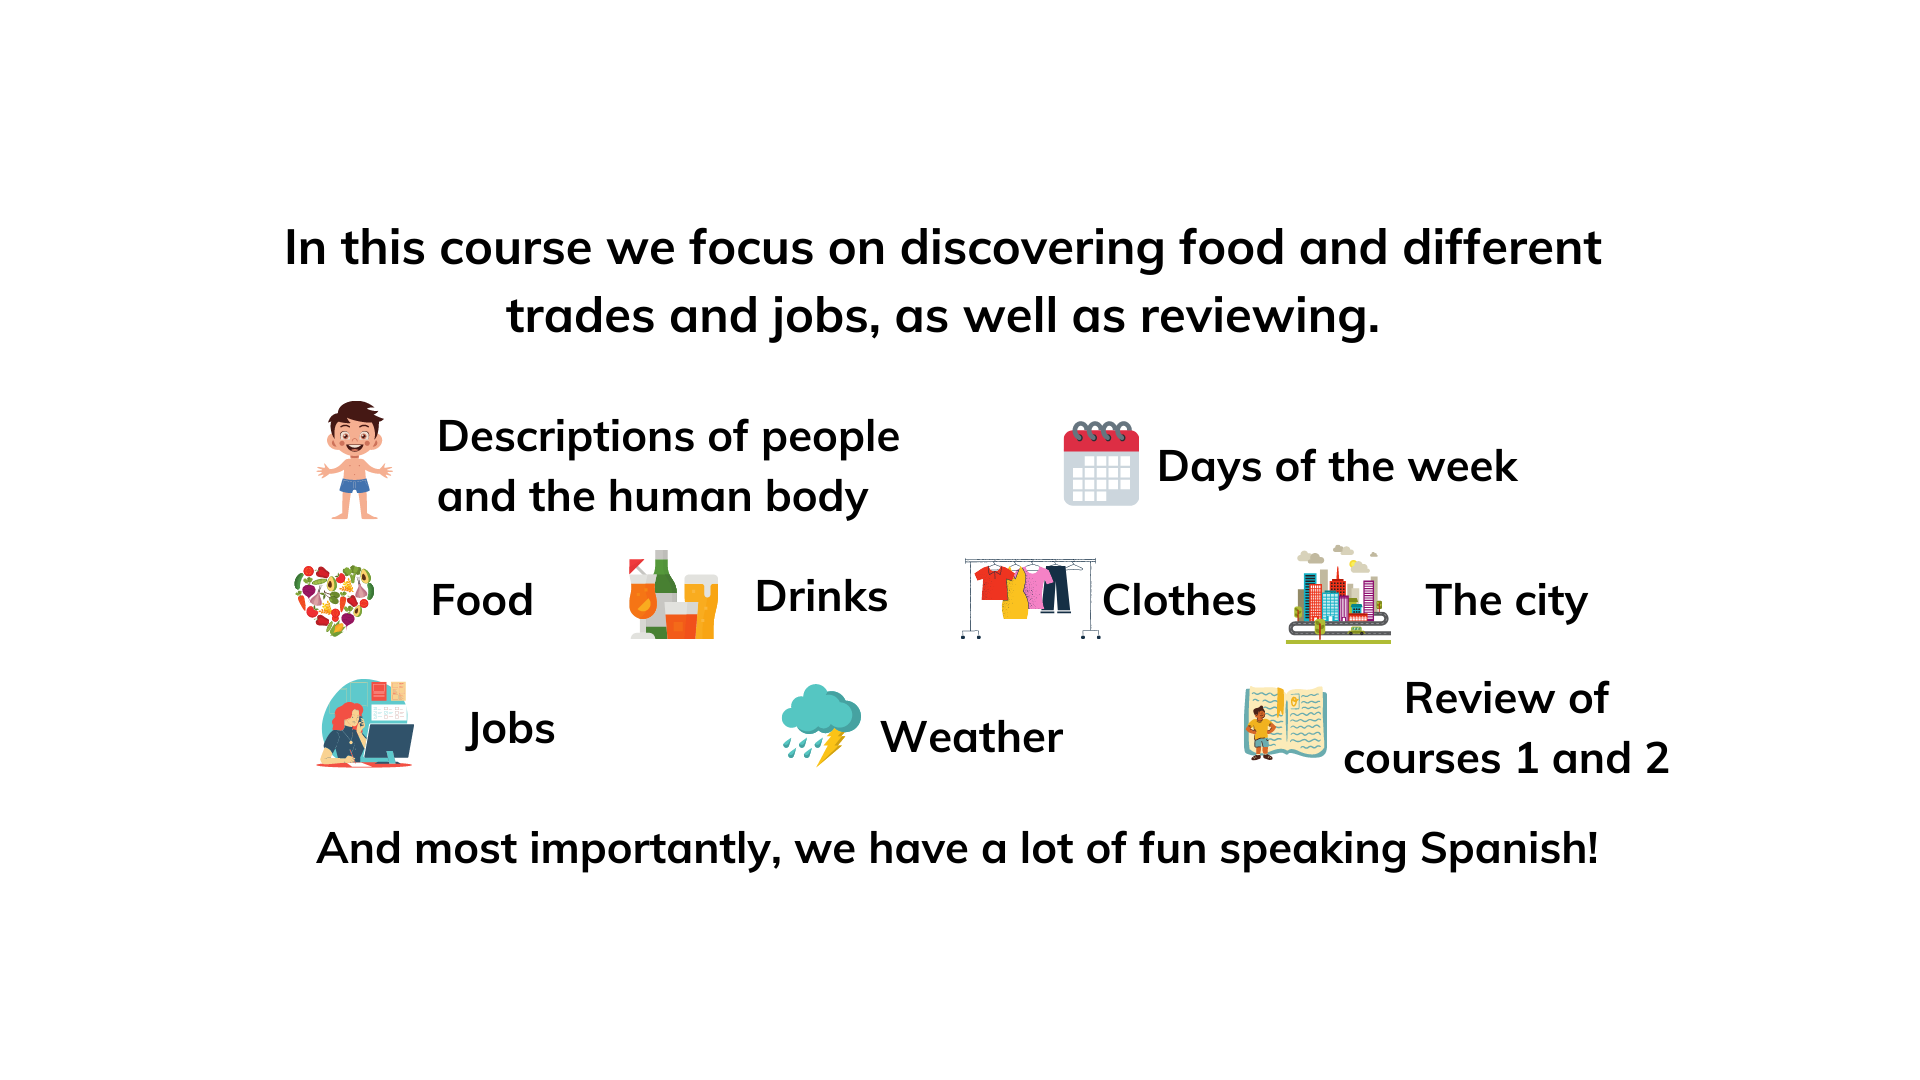 In this course we focus on discovering food and different
trades and jobs, as well as reviewing.
Descriptions of people
and the human body
Days of the week
Food
Drinks
Clothes
The city
Jobs
Weather
Review of
courses 1 and 2
And most importantly, we have a lot of fun speaking Spanish!